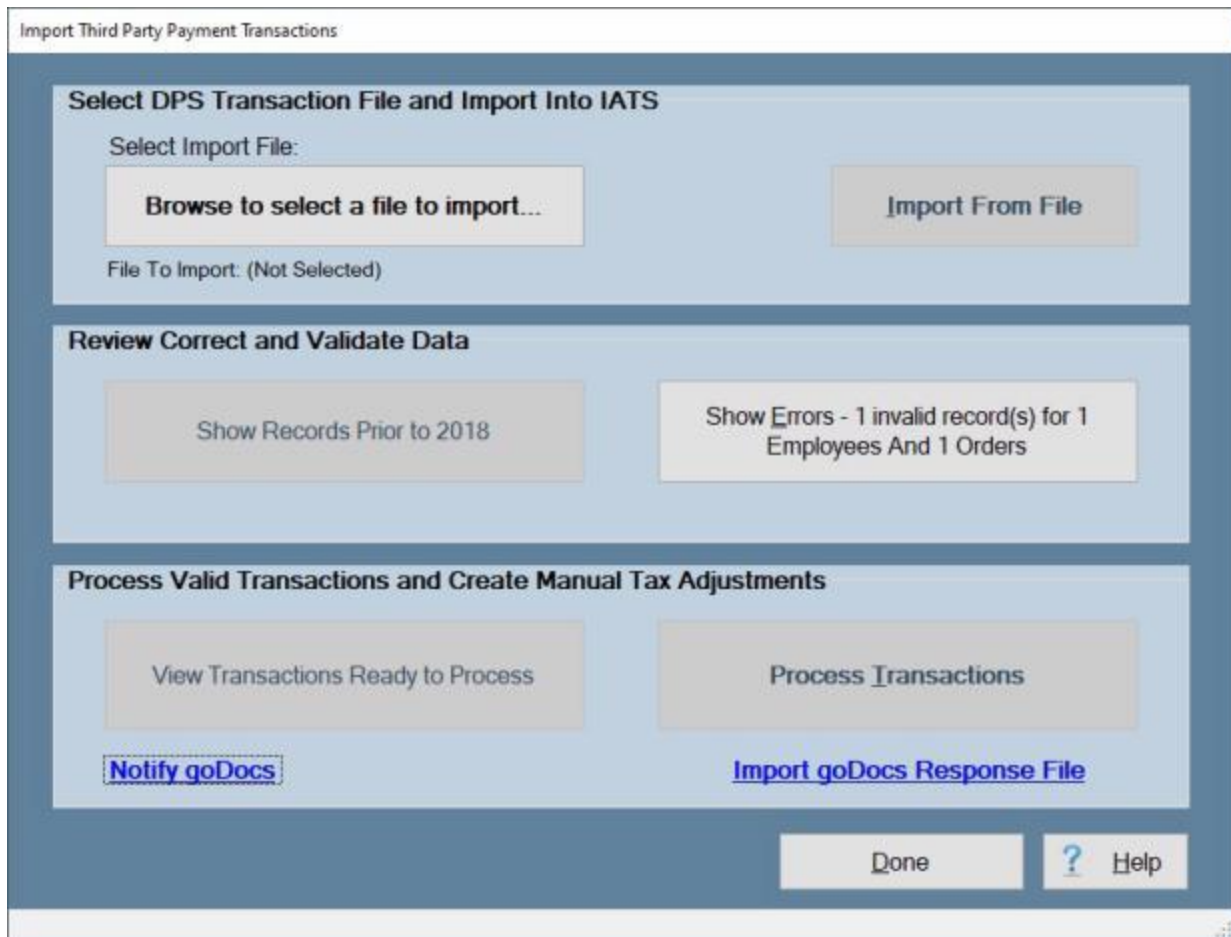 Import Third Party Payment Transactions
Select DPS Transaction File and Import Into IATS
Select Import File:
Browse to select a file to import...
Import From File
File To Import: (Not Selected)
Review Correct and Validate Data
Show Records Prior to 2018
Show Errors - 1 invalid record(s) for 1
Employees And 1 Orders
Process Valid Transactions and Create Manual Tax Adjustments
View Transactions Ready to Process
Process Transactions
Notify goDocs
Import goDocs Response File
Done
? Help